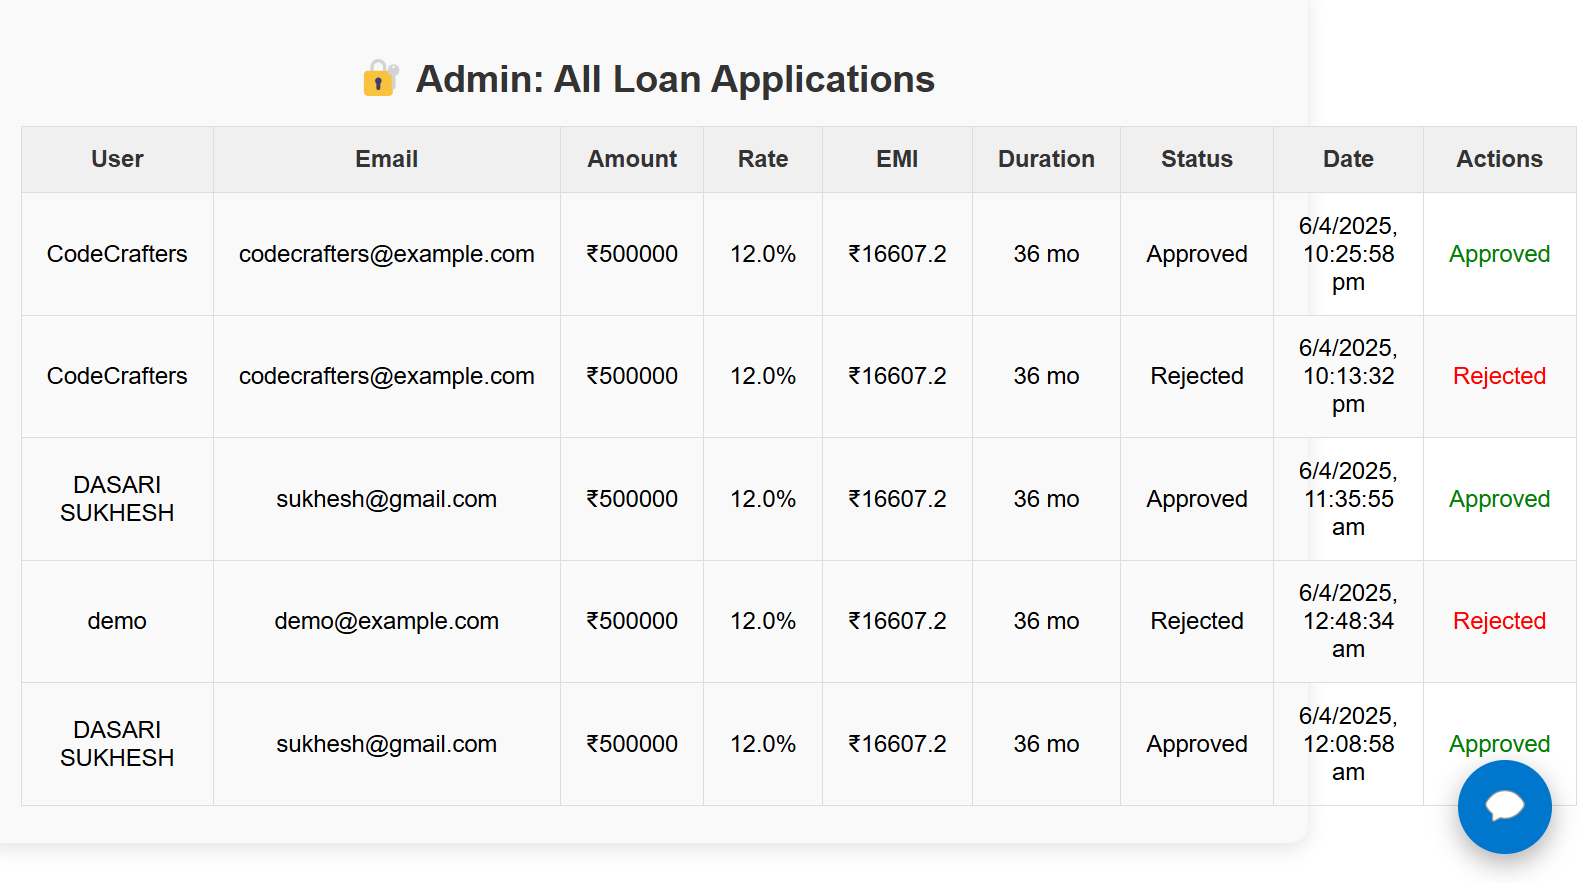 🔐 Admin: All Loan Applications
User Email Amount Rate EMI Duration Status Date Actions
CodeCrafters codecrafters@example.com ₹500000 12.0% ₹16607.2 36 mo Approved 6/4/2025, 10:25:58 pm Approved
CodeCrafters codecrafters@example.com ₹500000 12.0% ₹16607.2 36 mo Rejected 6/4/2025, 10:13:32 pm Rejected
DASARI SUKHESH sukhesh@gmail.com ₹500000 12.0% ₹16607.2 36 mo Approved 6/4/2025, 11:35:55 am Approved
demo demo@example.com ₹500000 12.0% ₹16607.2 36 mo Rejected 6/4/2025, 12:48:34 am Rejected
DASARI SUKHESH sukhesh@gmail.com ₹500000 12.0% ₹16607.2 36 mo Approved 6/4/2025, 12:08:58 am Approved